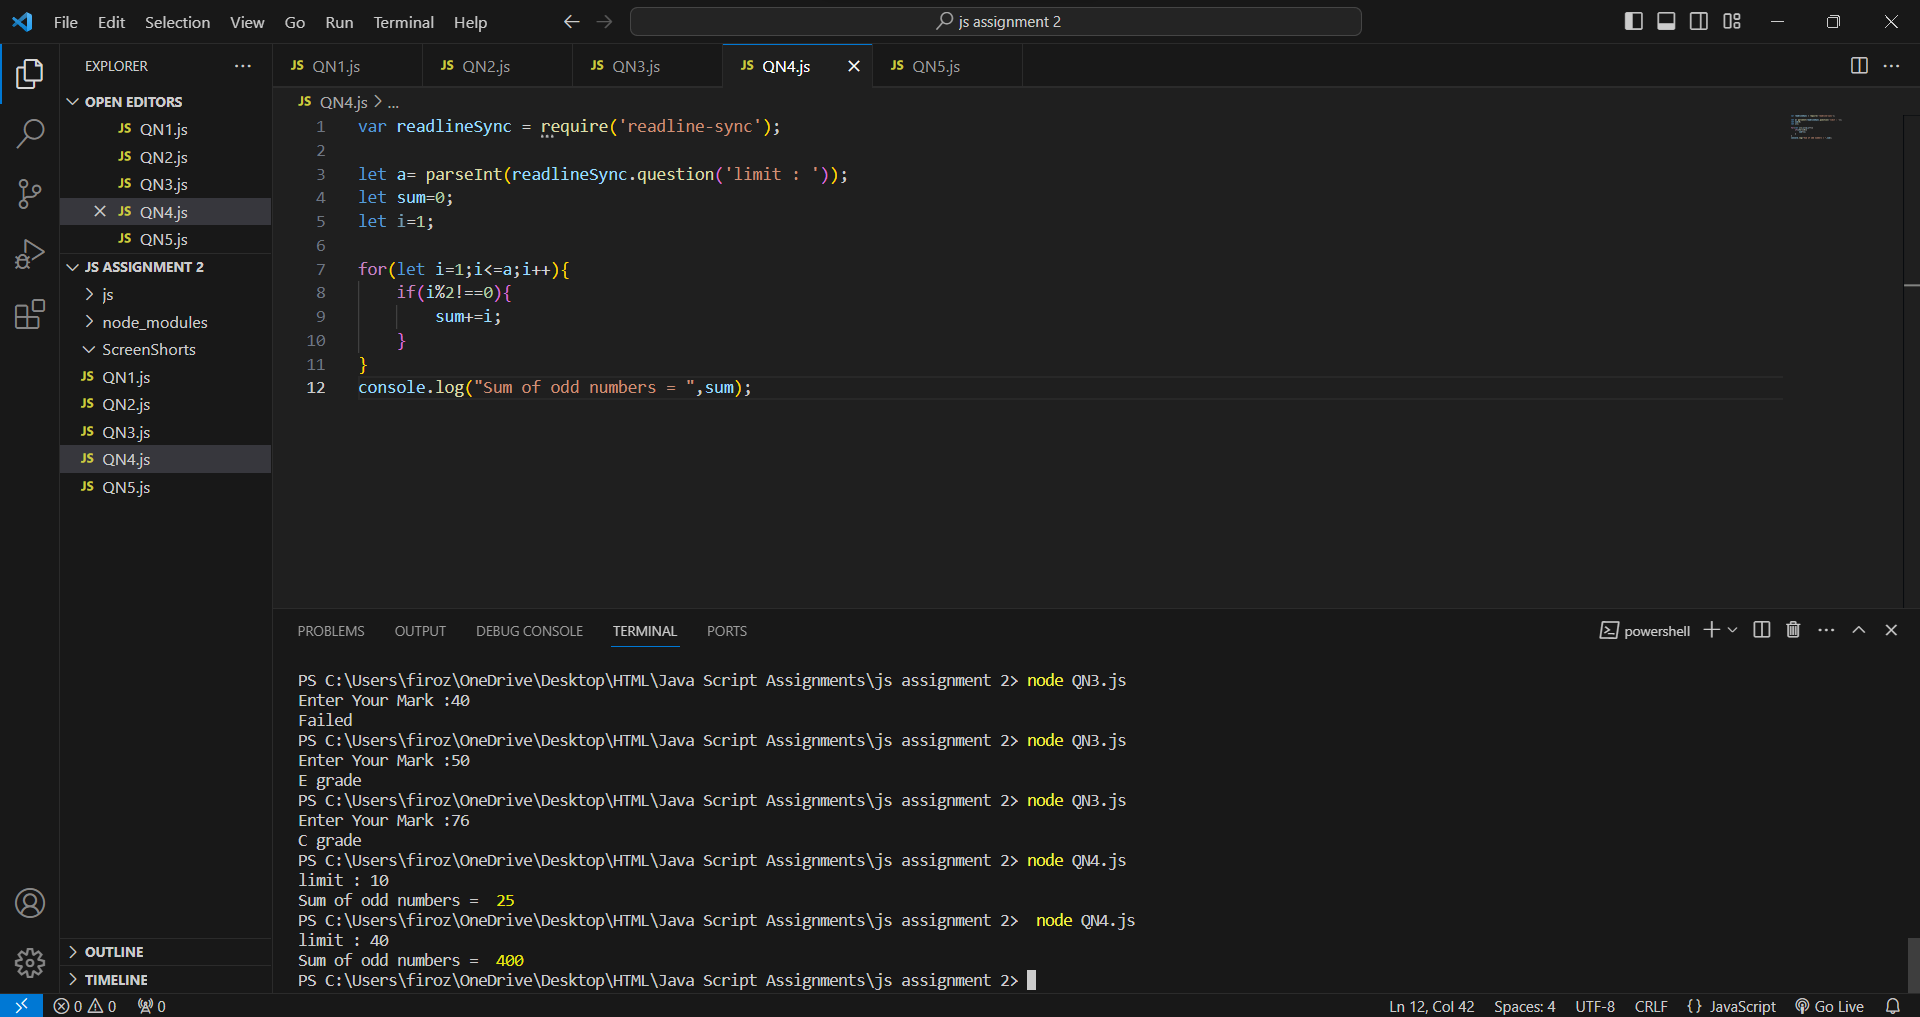 File Edit Selection View Go Run Terminal Help
js assignment 2
EXPLORER
OPEN EDITORS
JS QN1.js
JS QN2.js
JS QN3.js
JS QN4.js
JS QN5.js
JS ASSIGNMENT 2
js
node_modules
ScreenShorts
JS QN1.js
JS QN2.js
JS QN3.js
JS QN4.js
JS QN5.js
OUTLINE
TIMELINE
JS QN1.js JS QN2.js JS QN3.js JS QN4.js JS QN5.js
JS QN4.js > ...
1 var readlineSync = require('readline-sync');
2
3 let a= parseInt(readlineSync.question('limit : '));
4 let sum=0;
5 let i=1;
6
7 for(let i=1;i<=a;i++){
8 if(i%2!==0){
9 sum+=i;
10 }
11 }
12 console.log("Sum of odd numbers = ",sum);
PROBLEMS OUTPUT DEBUG CONSOLE TERMINAL PORTS
powershell
PS C:\Users\firoz\OneDrive\Desktop\HTML\Java Script Assignments\js assignment 2> node QN3.js
Enter Your Mark :40
Failed
PS C:\Users\firoz\OneDrive\Desktop\HTML\Java Script Assignments\js assignment 2> node QN3.js
Enter Your Mark :50
E grade
PS C:\Users\firoz\OneDrive\Desktop\HTML\Java Script Assignments\js assignment 2> node QN3.js
Enter Your Mark :76
C grade
PS C:\Users\firoz\OneDrive\Desktop\HTML\Java Script Assignments\js assignment 2> node QN4.js
limit : 10
Sum of odd numbers =  25
PS C:\Users\firoz\OneDrive\Desktop\HTML\Java Script Assignments\js assignment 2>  node QN4.js
limit : 40
Sum of odd numbers =  400
PS C:\Users\firoz\OneDrive\Desktop\HTML\Java Script Assignments\js assignment 2>
0 0 0 Ln 12, Col 42 Spaces: 4 UTF-8 CRLF {} JavaScript Go Live